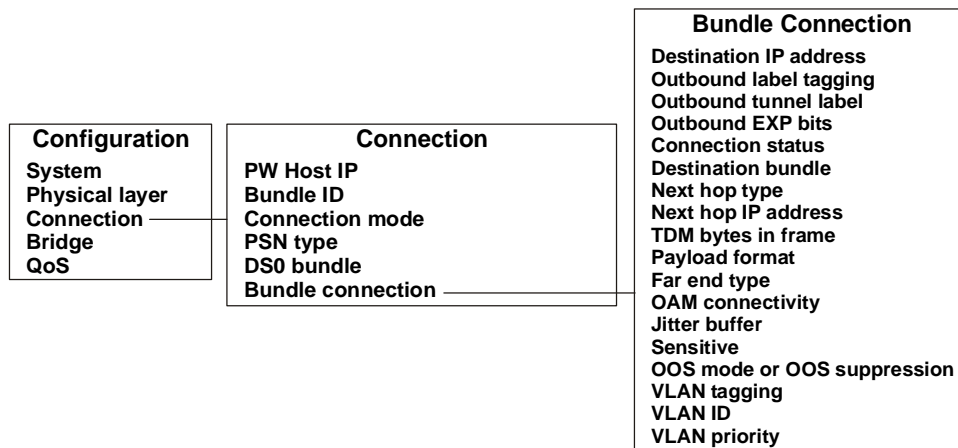 Configuration
System
Physical layer
Connection
Bridge
QoS
Connection
PW Host IP
Bundle ID
Connection mode
PSN type
DS0 bundle
Bundle connection
Bundle Connection
Destination IP address
Outbound label tagging
Outbound tunnel label
Outbound EXP bits
Connection status
Destination bundle
Next hop type
Next hop IP address
TDM bytes in frame
Payload format
Far end type
OAM connectivity
Jitter buffer
Sensitive
OOS mode or OOS suppression
VLAN tagging
VLAN ID
VLAN priority